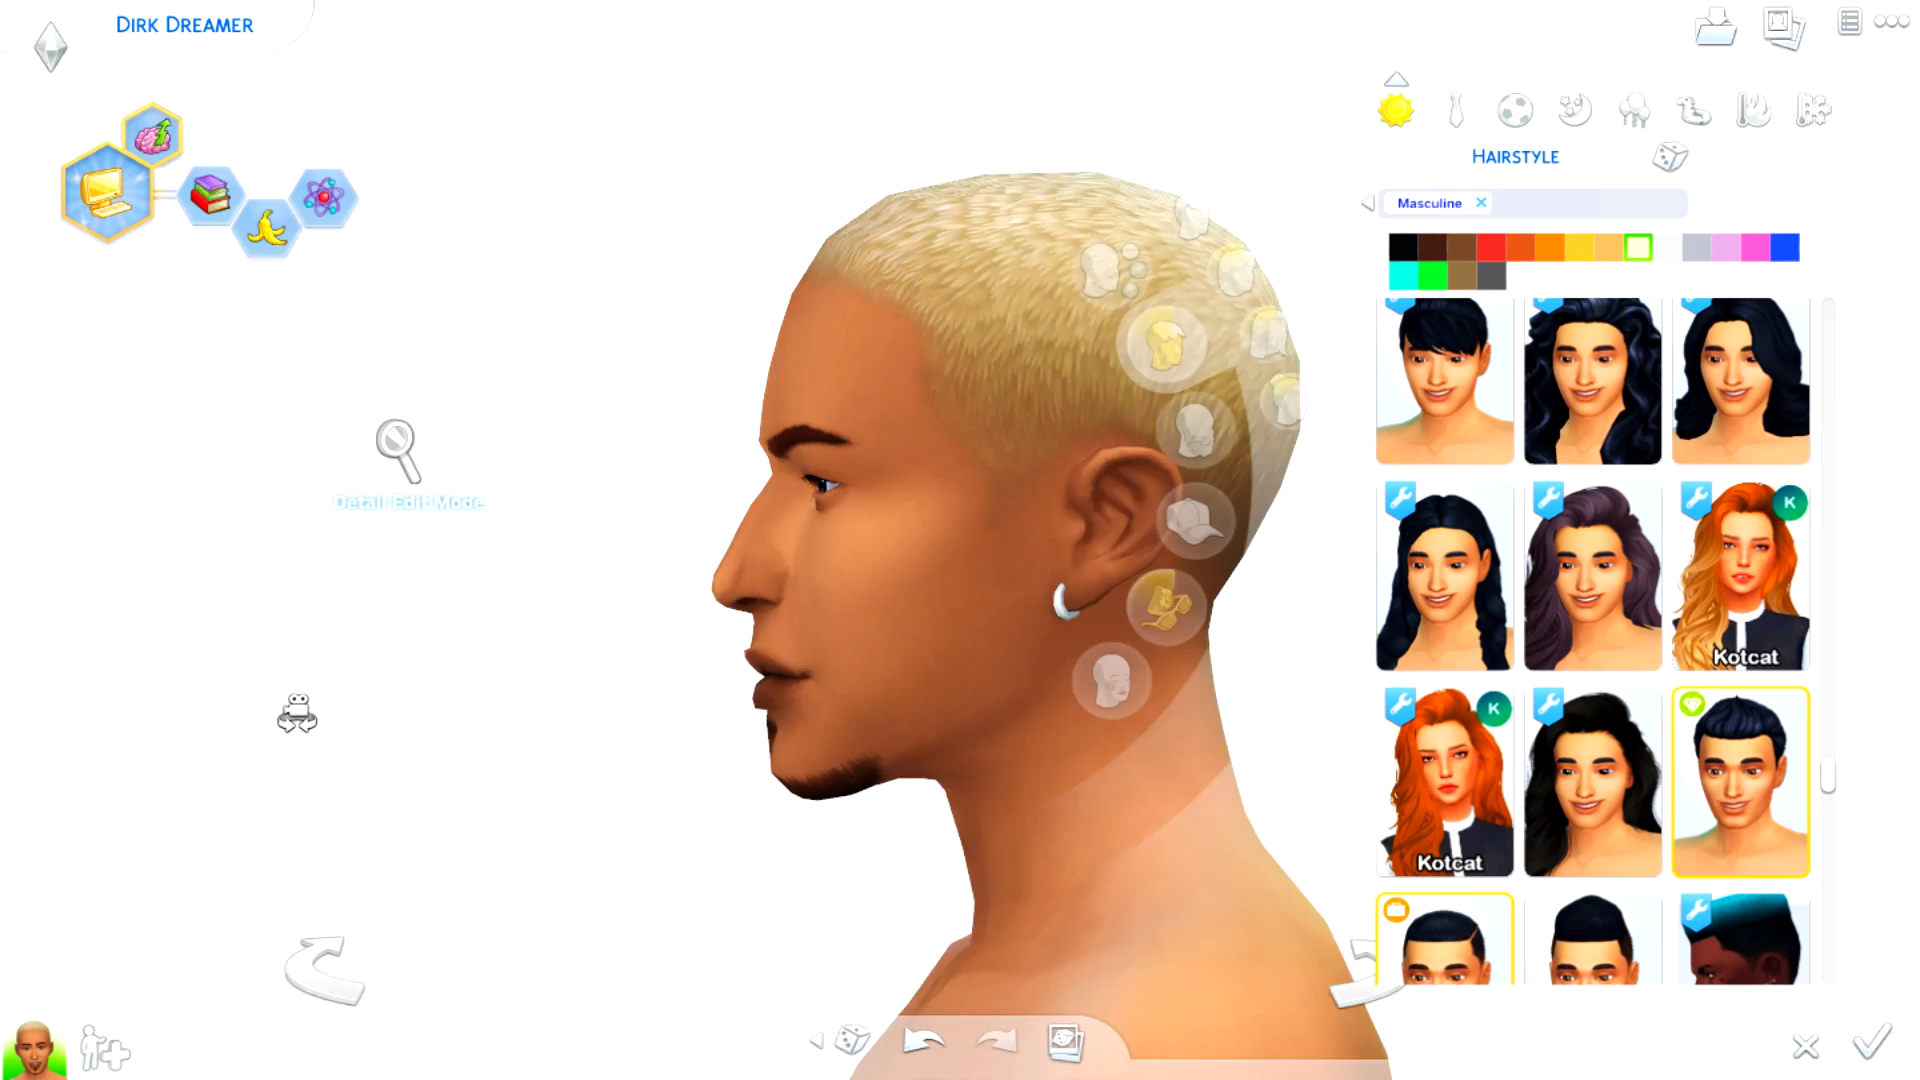 DIRK DREAMER
HAIRSTYLE
Masculine
Detail Edit Mode
K
Kotcat
K
Kotcat